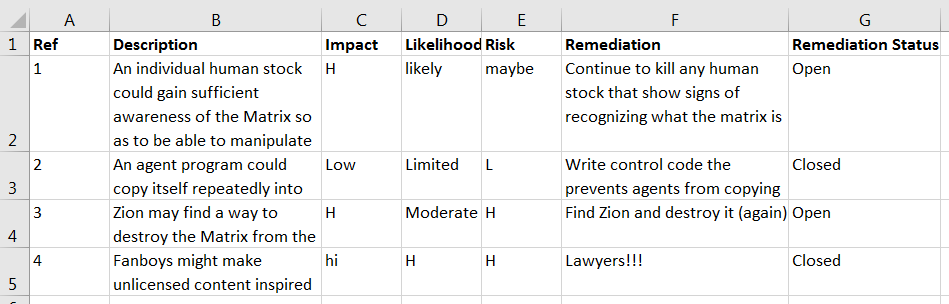 A B C D E F G
1 Ref Description Impact Likelihood Risk Remediation Remediation Status
1 An individual human stock H likely maybe Continue to kill any human Open
could gain sufficient stock that show signs of
awareness of the Matrix so recognizing what the matrix is
2 as to be able to manipulate
2 An agent program could Low Limited L Write control code the Closed
3 copy itself repeatedly into prevents agents from copying
3 Zion may find a way to H Moderate H Find Zion and destroy it (again) Open
4 destroy the Matrix from the
4 Fanboys might make hi H H Lawyers!!! Closed
5 unlicensed content inspired